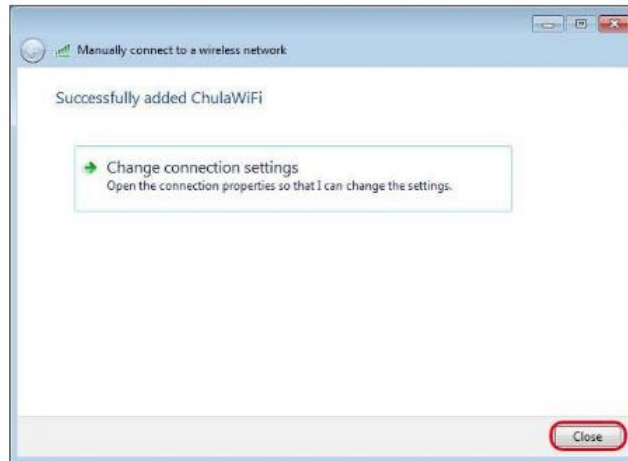 Manually connect to a wireless network
Successfully added ChulaWiFi
Change connection settings
Open the connection properties so that I can change the settings.
Close